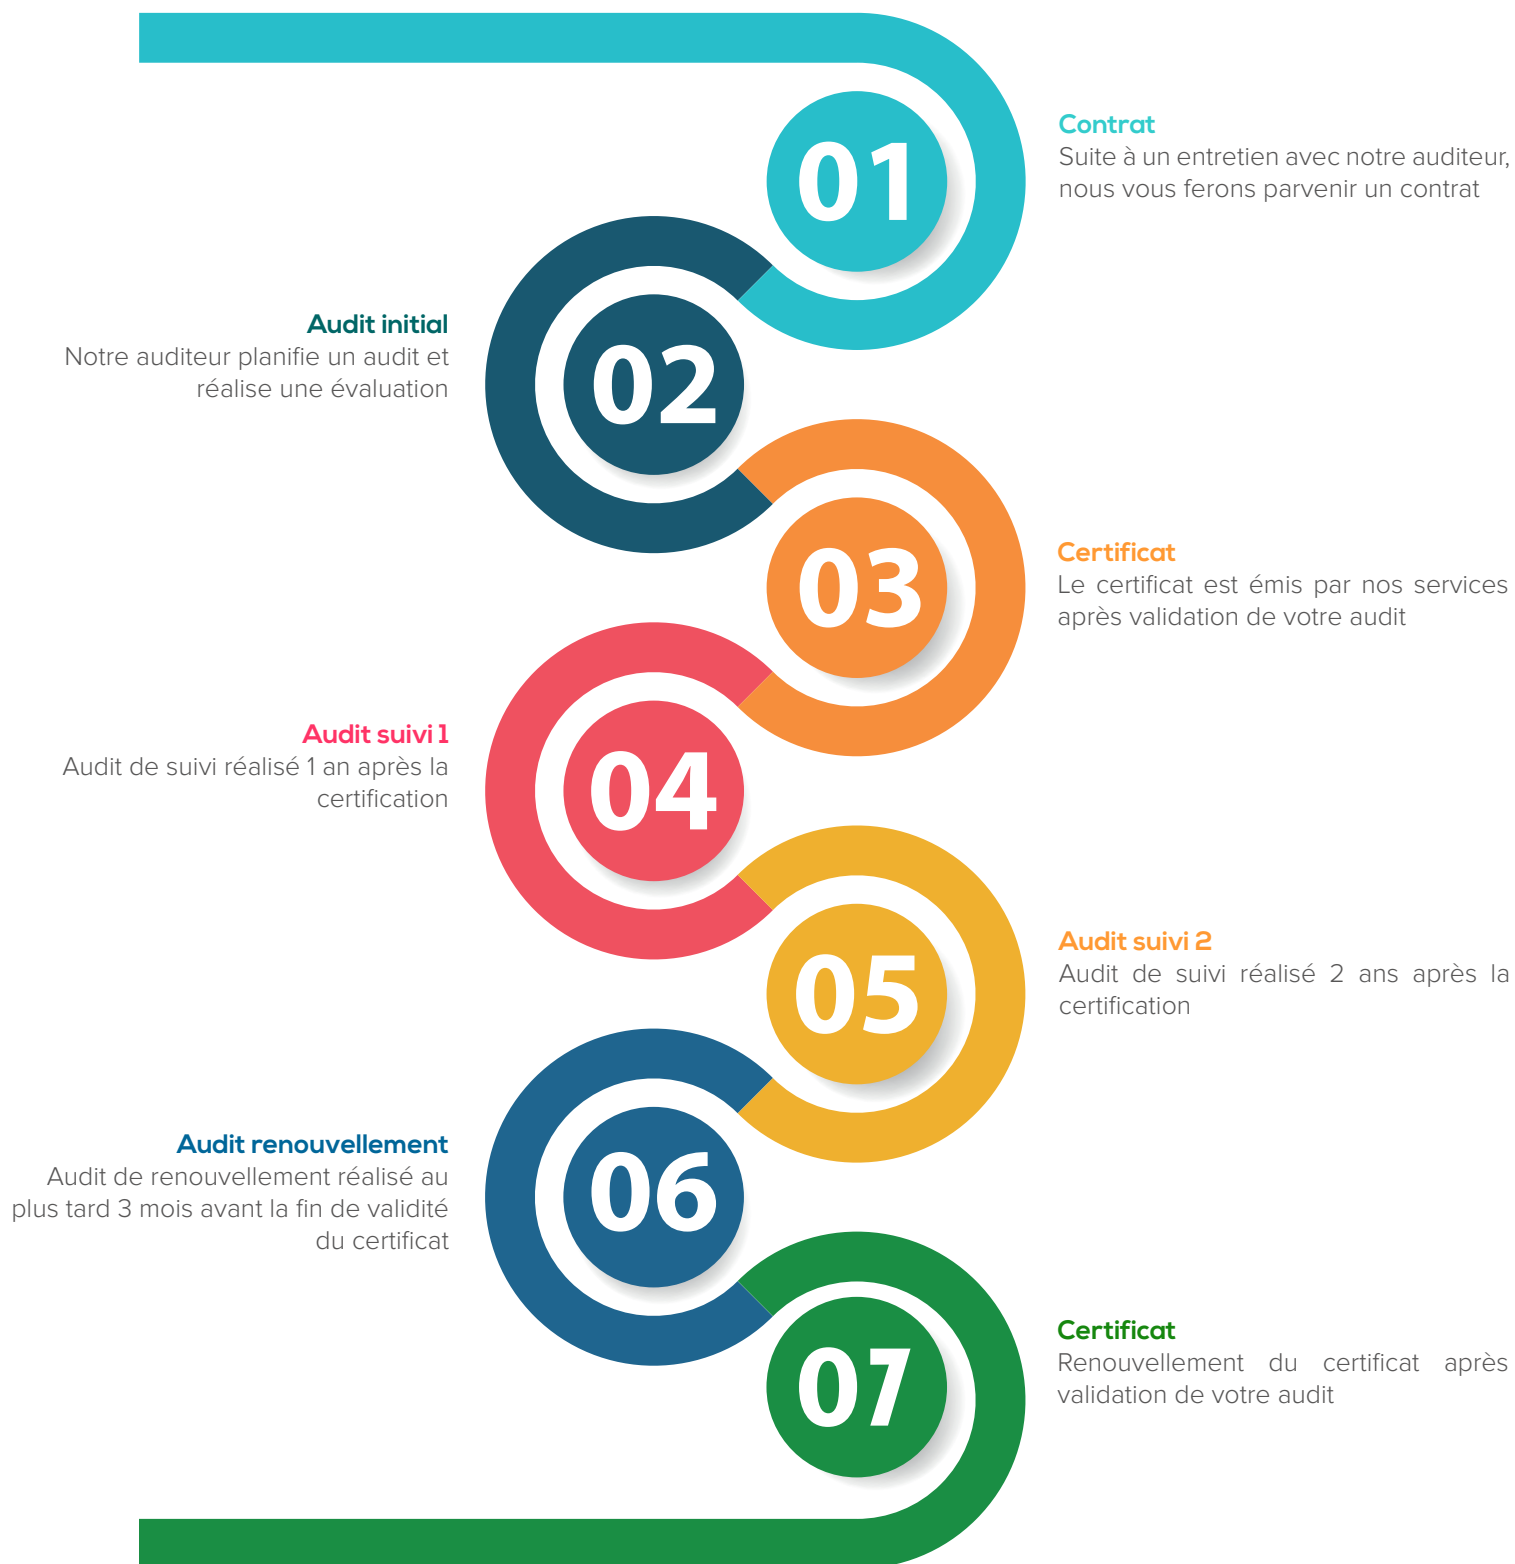 01
Contrat
Suite à un entretien avec notre auditeur,
nous vous ferons parvenir un contrat
02
Audit initial
Notre auditeur planifie un audit et
réalise une évaluation
03
Certificat
Le certificat est émis par nos services
après validation de votre audit
04
Audit suivi 1
Audit de suivi réalisé 1 an après la
certification
05
Audit suivi 2
Audit de suivi réalisé 2 ans après la
certification
06
Audit renouvellement
Audit de renouvellement réalisé au
plus tard 3 mois avant la fin de validité
du certificat
07
Certificat
Renouvellement du certificat après
validation de votre audit